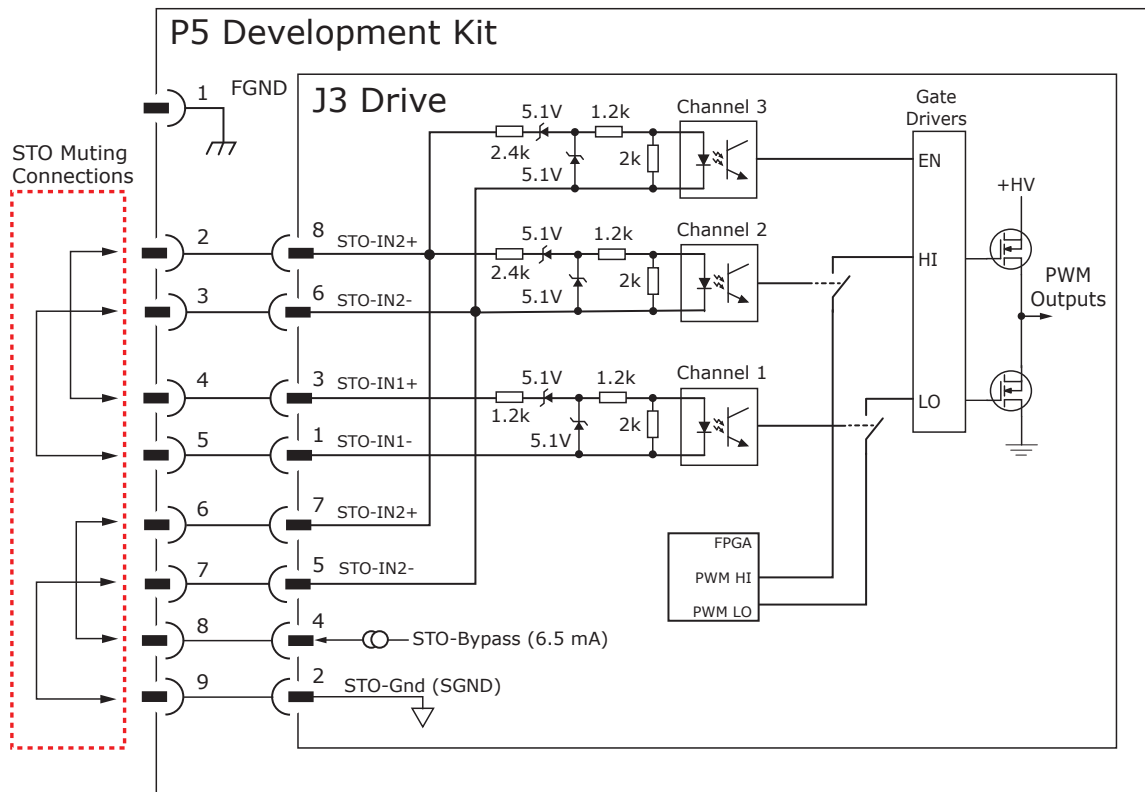 P5 Development Kit
1
FGND
J3 Drive
STO Muting
Connections
5.1V
1.2k
Channel 3
2.4k
5.1V
2k
Gate
Drivers
EN
+HV
2
8
STO-IN2+
5.1V
1.2k
Channel 2
2.4k
5.1V
2k
HI
PWM
Outputs
3
6
STO-IN2-
4
3
STO-IN1+
5.1V
1.2k
Channel 1
1.2k
5.1V
2k
LO
5
1
STO-IN1-
6
7
STO-IN2+
FPGA
PWM HI
PWM LO
7
5
STO-IN2-
8
4
STO-Bypass (6.5 mA)
9
2
STO-Gnd (SGND)